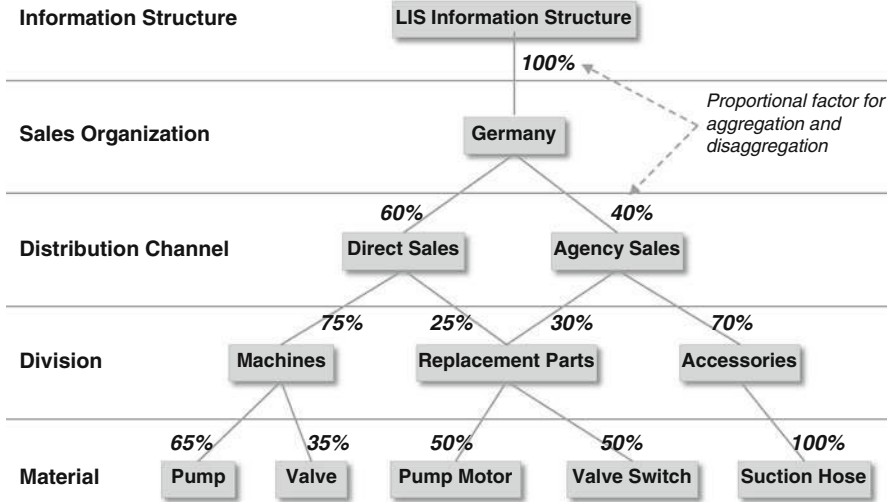 Information Structure
LIS Information Structure
100%
Proportional factor for
aggregation and
disaggregation
Sales Organization
Germany
60%
40%
Distribution Channel
Direct Sales
Agency Sales
75%
25%
30%
70%
Division
Machines
Replacement Parts
Accessories
65%
35%
50%
50%
100%
Material
Pump
Valve
Pump Motor
Valve Switch
Suction Hose